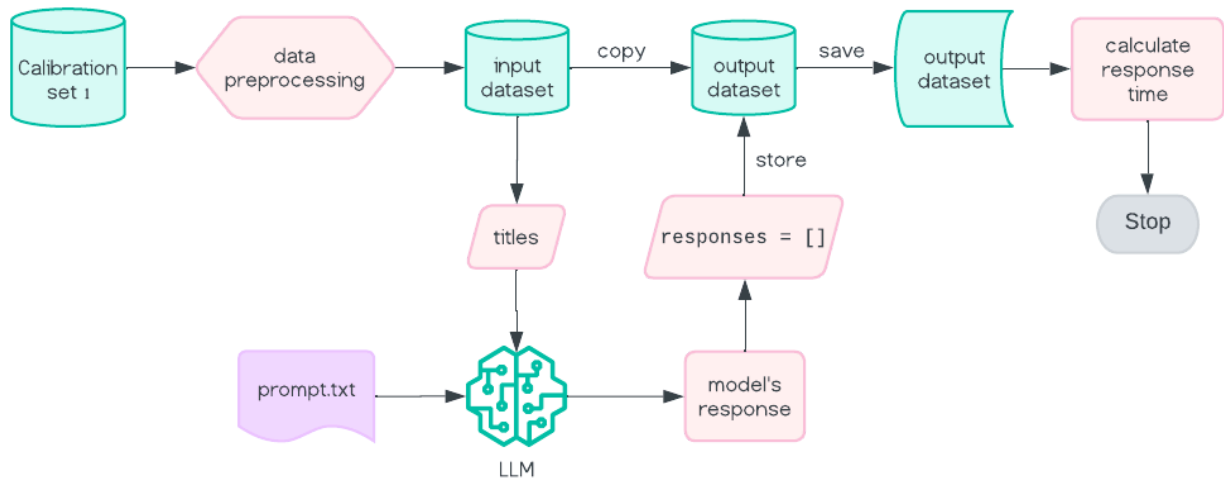 Calibration
set 1
data
preprocessing
input
dataset
copy
output
dataset
save
output
dataset
calculate
response
time
store
titles
responses = []
Stop
prompt.txt
LLM
model's
response